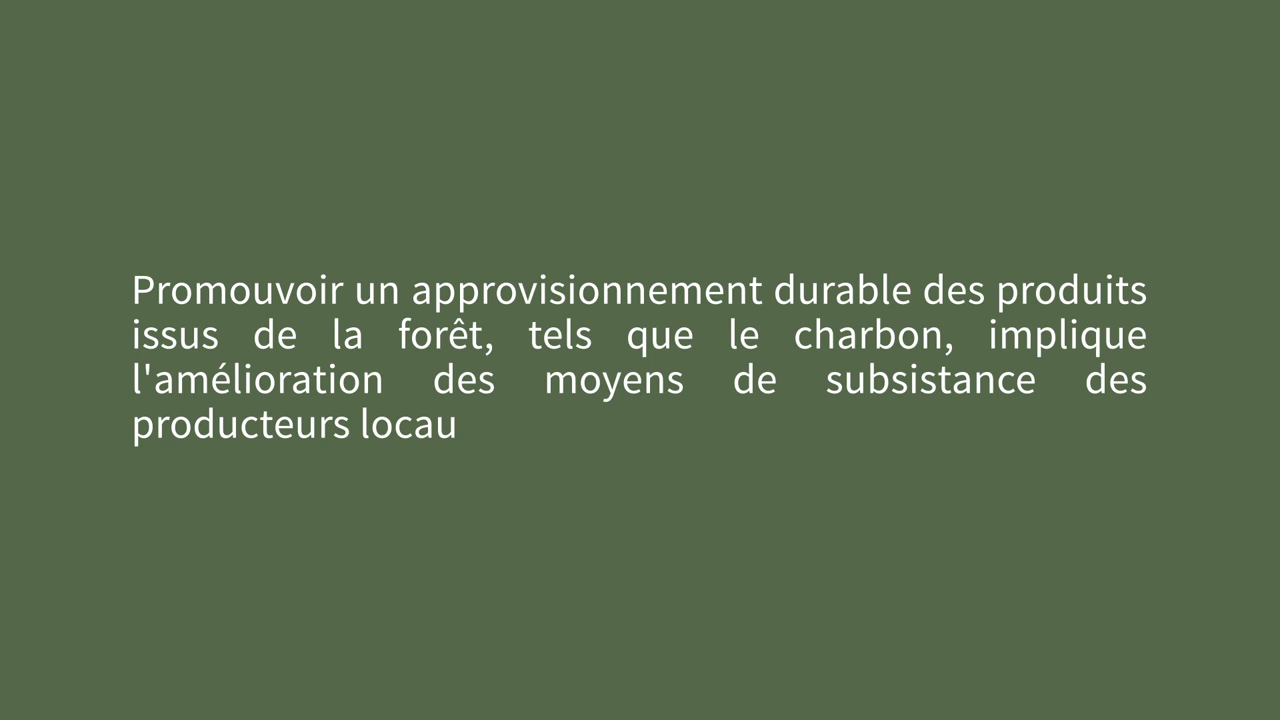 Promouvoir un approvisionnement durable des produits
issus de la forêt, tels que le charbon, implique
l'amélioration des moyens de subsistance des
producteurs locau